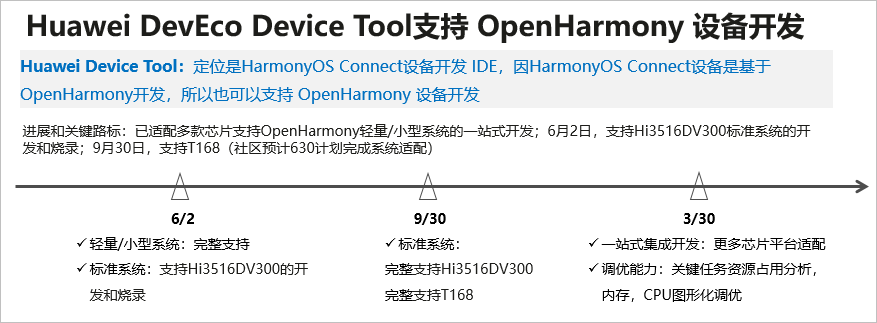 Huawei DevEco Device Tool支持 OpenHarmony 设备开发
Huawei Device Tool：定位是HarmonyOS Connect设备开发 IDE，因HarmonyOS Connect设备是基于
OpenHarmony开发，所以也可以支持 OpenHarmony 设备开发
进展和关键路标：已适配多款芯片支持OpenHarmony轻量/小型系统的一站式开发；6月2日，支持Hi3516DV300标准系统的开
发和烧录；9月30日，支持T168（社区预计630计划完成系统适配）
6/2
✓ 轻量/小型系统：完整支持
✓ 标准系统：支持Hi3516DV300的开
发和烧录
9/30
✓ 标准系统：
完整支持Hi3516DV300
完整支持T168
3/30
✓ 一站式集成开发：更多芯片平台适配
✓ 调优能力：关键任务资源占用分析，
内存，CPU图形化调优